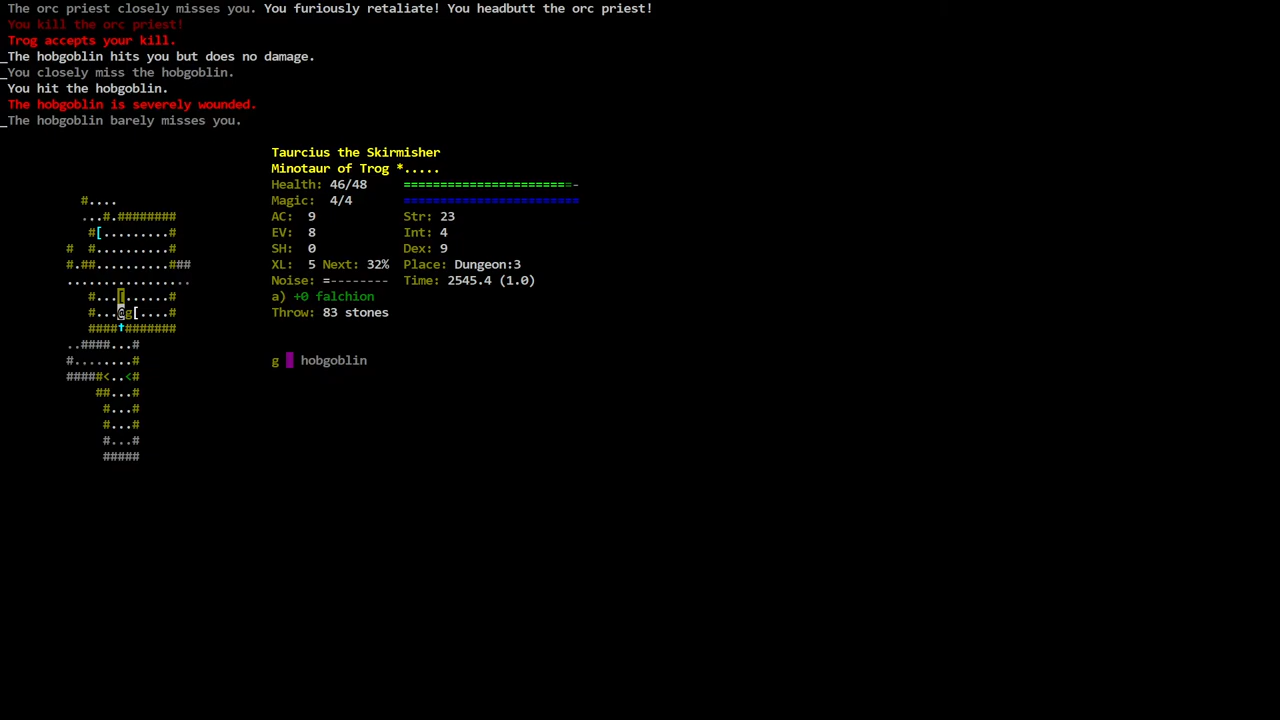 The orc priest closely misses you. You furiously retaliate! You headbutt the orc priest!
You kill the orc priest!
Trog accepts your kill.
_The hobgoblin hits you but does no damage.
_You closely miss the hobgoblin.
You hit the hobgoblin.
The hobgoblin is severely wounded.
_The hobgoblin barely misses you.
Taurcius the Skirmisher
Minotaur of Trog *.....
Health: 46/48 =======================-
Magic: 4/4 ========================
AC: 9 Str: 23
EV: 8 Int: 4
SH: 0 Dex: 9
XL: 5 Next: 32% Place: Dungeon:3
Noise: =-------- Time: 2545.4 (1.0)
a) +0 falchion
Throw: 83 stones
g hobgoblin
#....
...#.########
#[.........#
# #..........#
#.##..........###
................
#...[......#
#...@g[....#
####†#######
..####...#
#........#
#####<..<#
##...#
#...#
#...#
#...#
#####